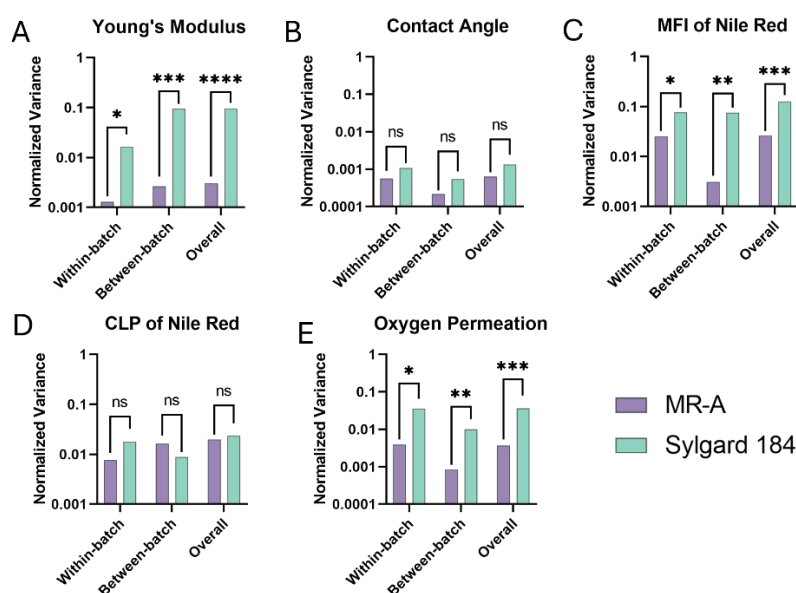 A
Young's Modulus
Normalized Variance
1
0.1
0.01
0.001
*
***
****
Within-batch
Between-batch
Overall
B
Contact Angle
Normalized Variance
1
0.1
0.01
0.001
0.0001
ns
ns
ns
Within-batch
Between-batch
Overall
C
MFI of Nile Red
Normalized Variance
1
0.1
0.01
0.001
*
**
***
Within-batch
Between-batch
Overall
D
CLP of Nile Red
Normalized Variance
1
0.1
0.01
0.001
ns
ns
ns
Within-batch
Between-batch
Overall
E
Oxygen Permeation
Normalized Variance
1
0.1
0.01
0.001
0.0001
*
**
***
Within-batch
Between-batch
Overall
MR-A
Sylgard 184